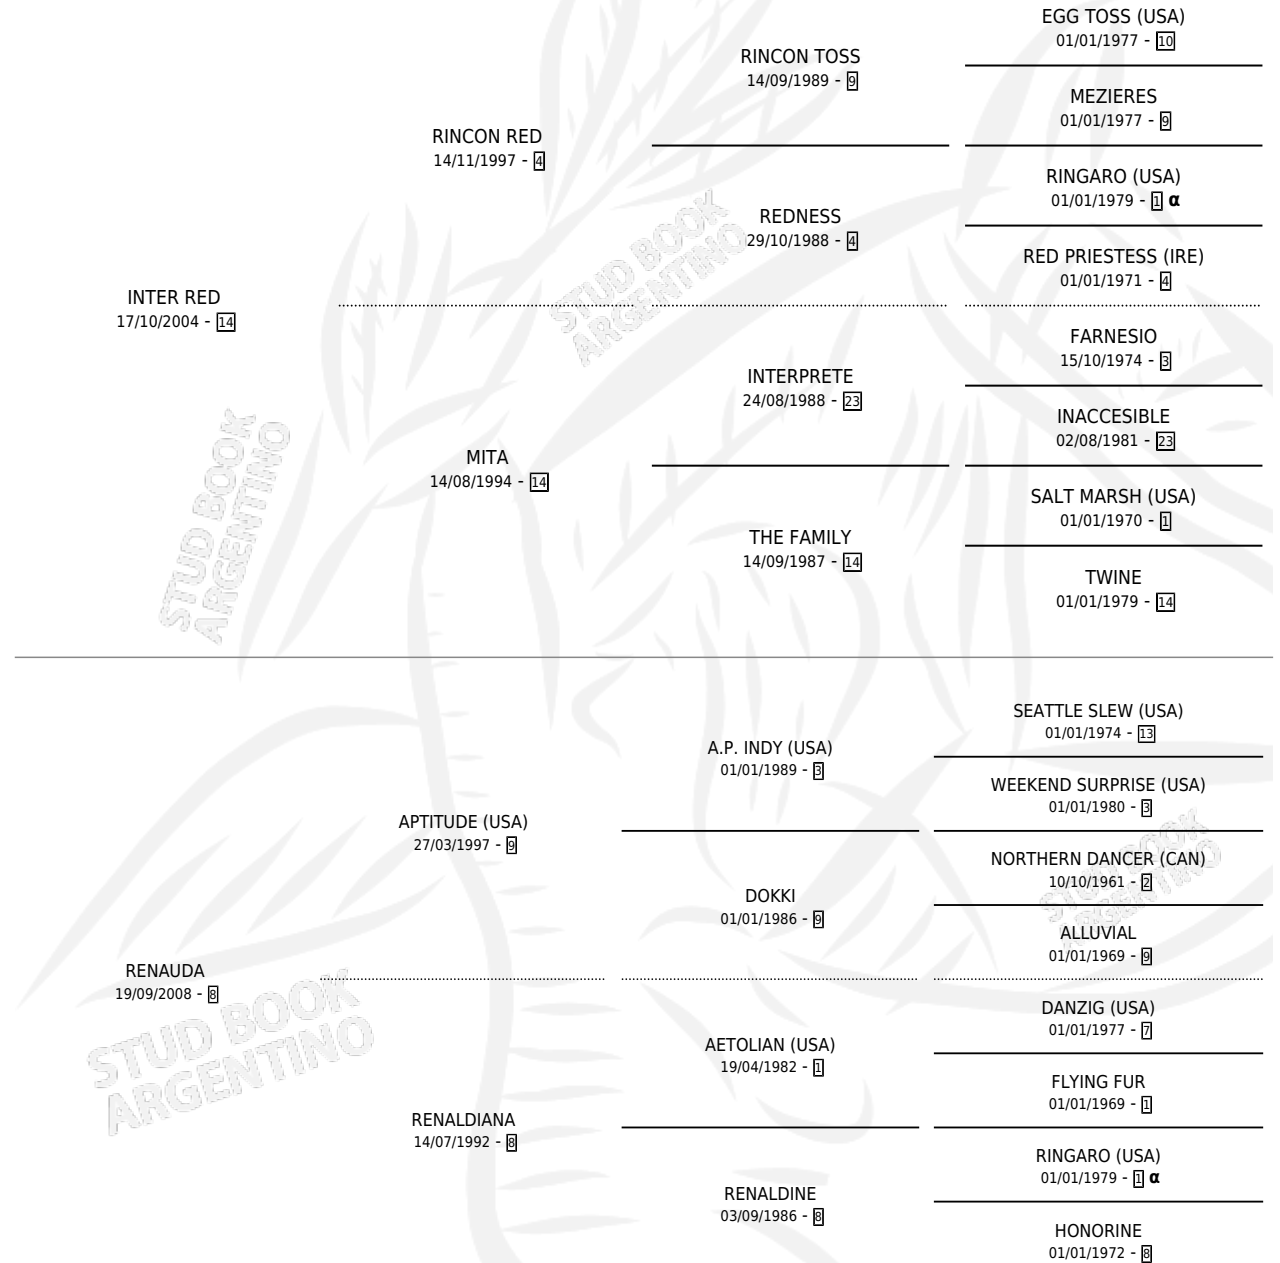 EGG TOSS (USA)
01/01/1977 - 10
RINCON TOSS
14/09/1989 - 9
MEZIERES
01/01/1977 - 9
RINCON RED
14/11/1997 - 4
RINGARO (USA)
01/01/1979 - 1 α
REDNESS
29/10/1988 - 4
RED PRIESTESS (IRE)
01/01/1971 - 4
INTER RED
17/10/2004 - 14
FARNESIO
15/10/1974 - 3
INTERPRETE
24/08/1988 - 23
INACCESIBLE
02/08/1981 - 23
MITA
14/08/1994 - 14
SALT MARSH (USA)
01/01/1970 - 1
THE FAMILY
14/09/1987 - 14
TWINE
01/01/1979 - 14
SEATTLE SLEW (USA)
01/01/1974 - 13
A.P. INDY (USA)
01/01/1989 - 3
WEEKEND SURPRISE (USA)
01/01/1980 - 3
APTITUDE (USA)
27/03/1997 - 9
NORTHERN DANCER (CAN)
10/10/1961 - 2
DOKKI
01/01/1986 - 9
ALLUVIAL
01/01/1969 - 9
RENAUDA
19/09/2008 - 8
DANZIG (USA)
01/01/1977 - 7
AETOLIAN (USA)
19/04/1982 - 1
FLYING FUR
01/01/1969 - 1
RENALDIANA
14/07/1992 - 8
RINGARO (USA)
01/01/1979 - 1 α
RENALDINE
03/09/1986 - 8
HONORINE
01/01/1972 - 8
STUD BOOK
ARGENTINO
STUD BOOK
ARGENTINO
STUD BOOK
ARGENTINO
STUD BOOK
ARGENTINO